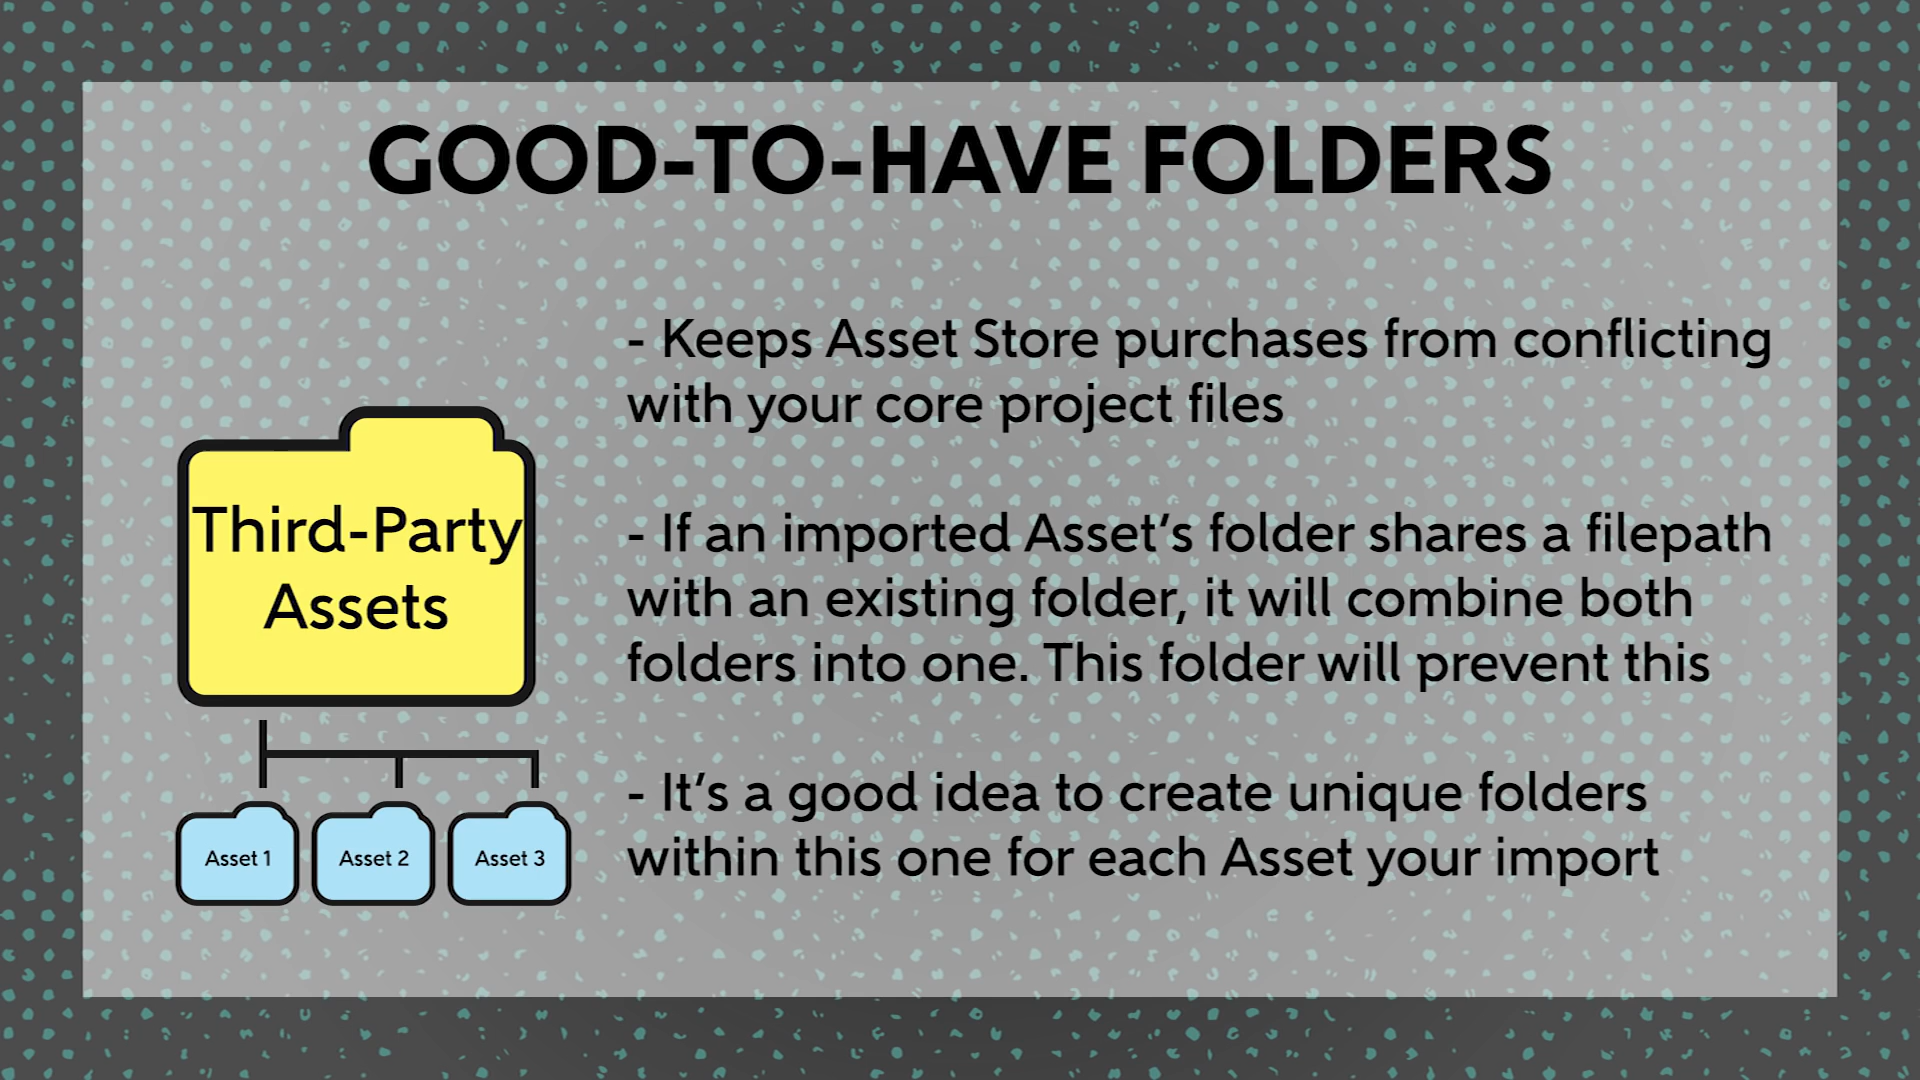 GOOD-TO-HAVE FOLDERS
- Keeps Asset Store purchases from conflicting
with your core project files
Third-Party
Assets
- If an imported Asset’s folder shares a filepath
with an existing folder, it will combine both
folders into one. This folder will prevent this
- It’s a good idea to create unique folders
within this one for each Asset your import
Asset 1
Asset 2
Asset 3